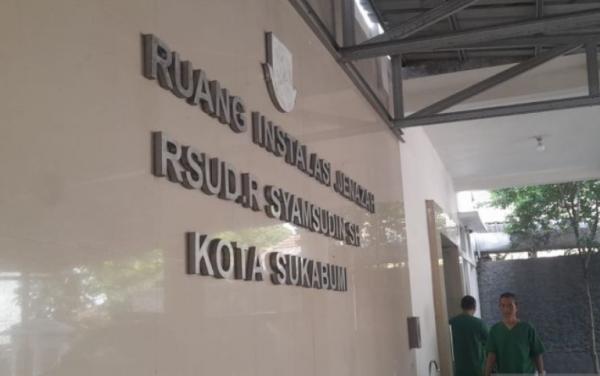 RUANG INSTALASI JENAZAH
RSUD.R SYAMSUDIN SH
KOTA SUKABUMI